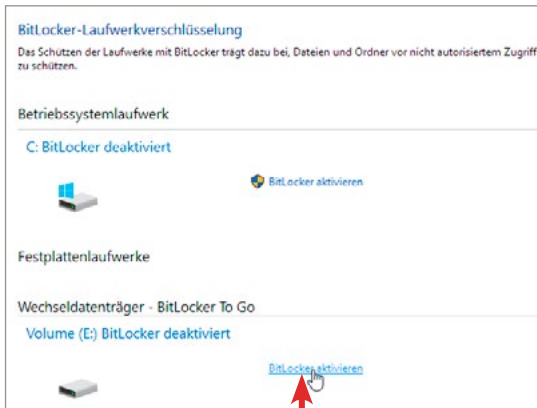 BitLocker-Laufwerkverschlüsselung
Das Schützen der Laufwerke mit BitLocker trägt dazu bei, Dateien und Ordner vor nicht autorisiertem Zugriff
zu schützen.
Betriebssystemlaufwerk
C: BitLocker deaktiviert
BitLocker aktivieren
Festplattenlaufwerke
Wechseldatenträger - BitLocker To Go
Volume (E:) BitLocker deaktiviert
BitLocker aktivieren